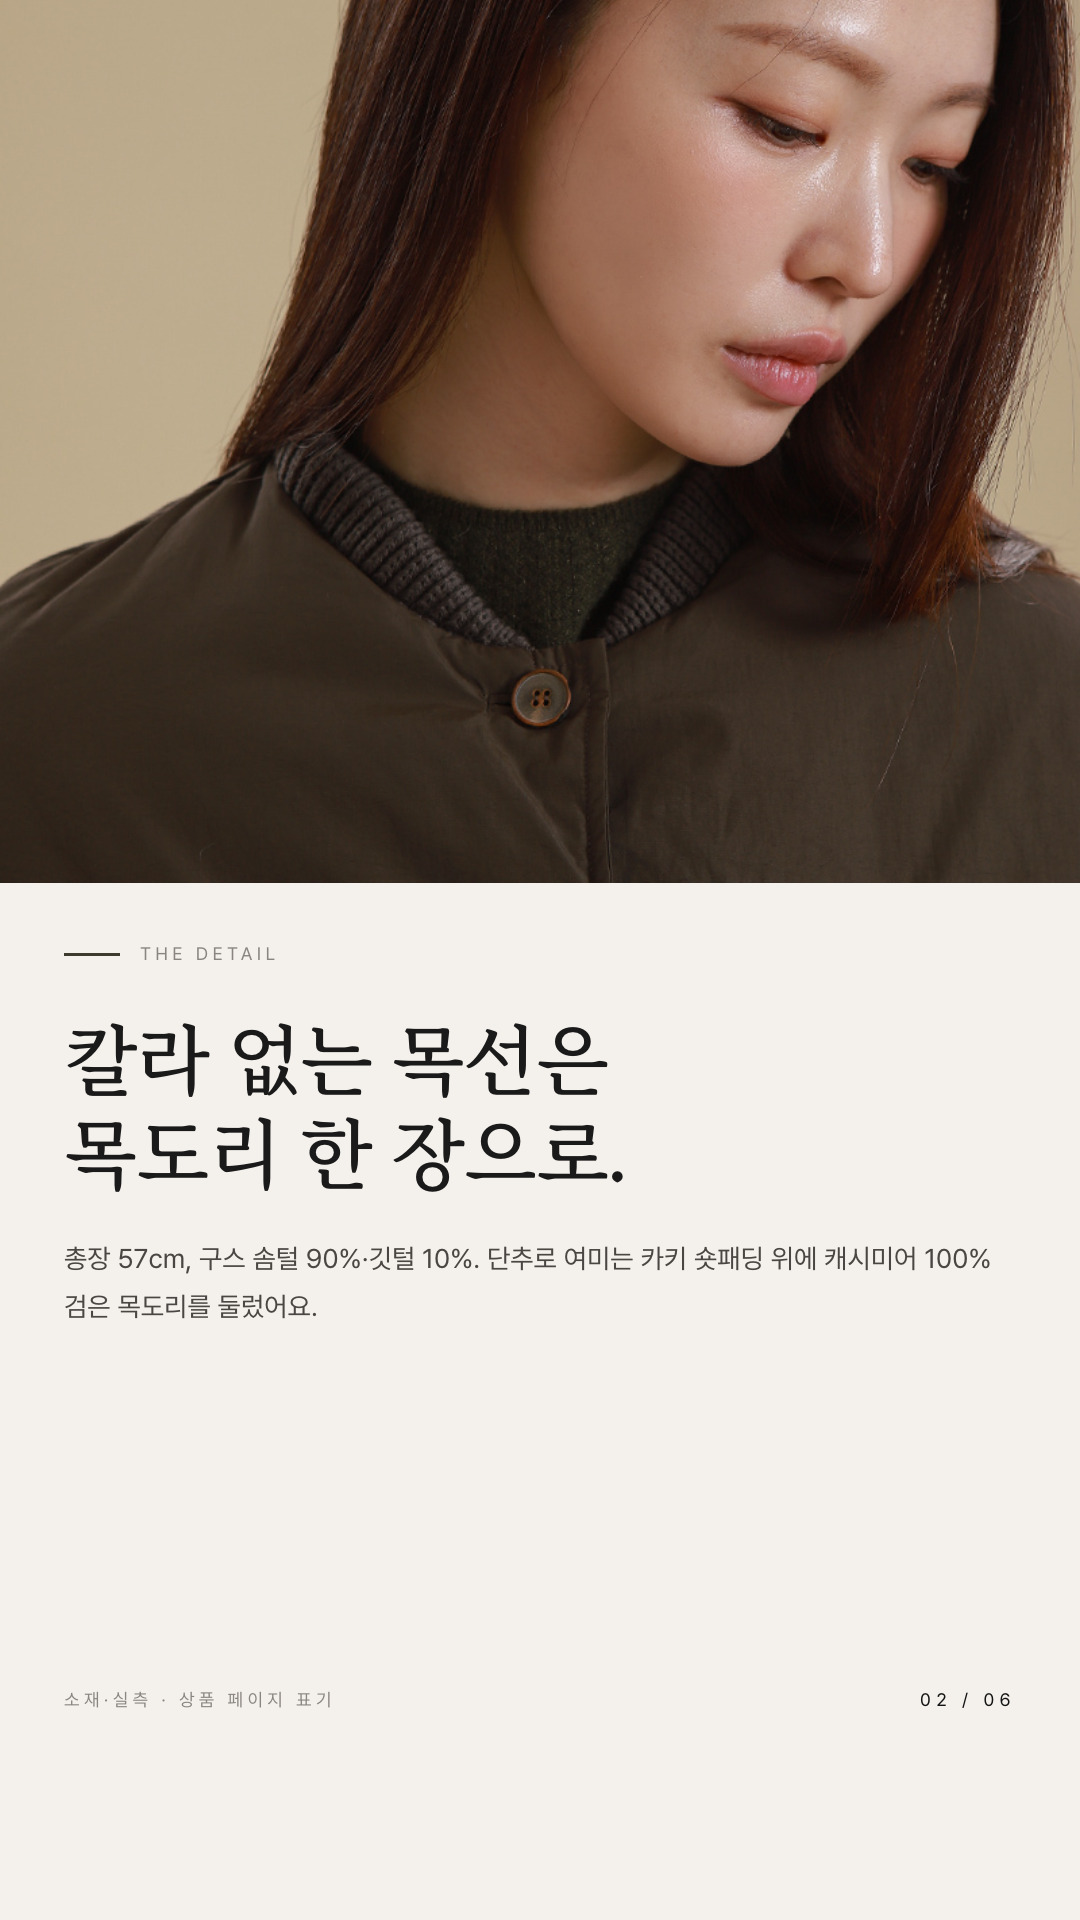 THE DETAIL
칼라 없는 목선은
목도리 한 장으로.
총장 57cm, 구스 솜털 90%·깃털 10%. 단추로 여미는 카키 숏패딩 위에 캐시미어 100%
검은 목도리를 둘렀어요.
소재·실측 · 상품 페이지 표기
02 / 06